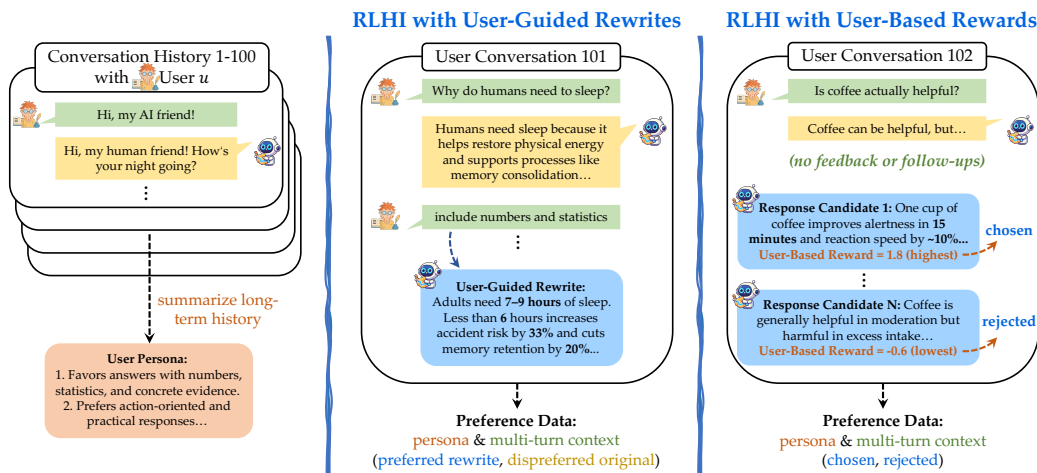 Conversation History 1-100
with User u
Hi, my AI friend!
Hi, my human friend! How's
your night going?
⋮
summarize long-
term history
User Persona:
1. Favors answers with numbers,
statistics, and concrete evidence.
2. Prefers action-oriented and
practical responses…
RLHI with User-Guided Rewrites
User Conversation 101
Why do humans need to sleep?
Humans need sleep because it
helps restore physical energy
and supports processes like
memory consolidation…
include numbers and statistics
⋮
User-Guided Rewrite:
Adults need 7–9 hours of sleep.
Less than 6 hours increases
accident risk by 33% and cuts
memory retention by 20%...
Preference Data:
persona & multi-turn context
(preferred rewrite, dispreferred original)
RLHI with User-Based Rewards
User Conversation 102
Is coffee actually helpful?
Coffee can be helpful, but…
(no feedback or follow-ups)
Response Candidate 1: One cup of
coffee improves alertness in 15
minutes and reaction speed by ~10%...
User-Based Reward = 1.8 (highest)
chosen
⋮
Response Candidate N: Coffee is
generally helpful in moderation but
harmful in excess intake…
User-Based Reward = -0.6 (lowest)
rejected
Preference Data:
persona & multi-turn context
(chosen, rejected)